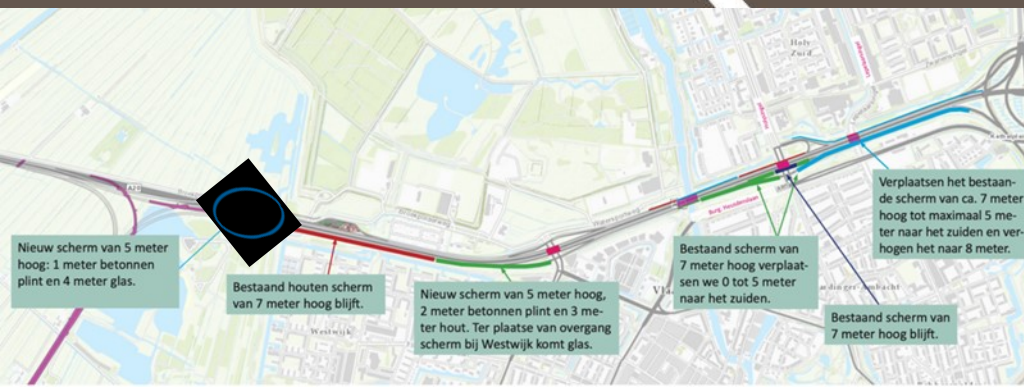 Holy
Zuid
A20
Nieuw scherm van 5 meter
hoog: 1 meter betonnen
plint en 4 meter glas.
Bestaand houten scherm
van 7 meter hoog blijft.
Westwijk
Nieuw scherm van 5 meter hoog,
2 meter betonnen plint en 3 me-
ter hout. Ter plaatse van overgang
scherm bij Westwijk komt glas.
Bestaand scherm van
7 meter hoog verplaat-
sen we 0 tot 5 meter
naar het zuiden.
Verplaatsen het bestaan-
de scherm van ca. 7 meter
hoog tot maximaal 5 me-
ter naar het zuiden en ver-
hogen het naar 8 meter.
Bestaand scherm van
7 meter hoog blijft.